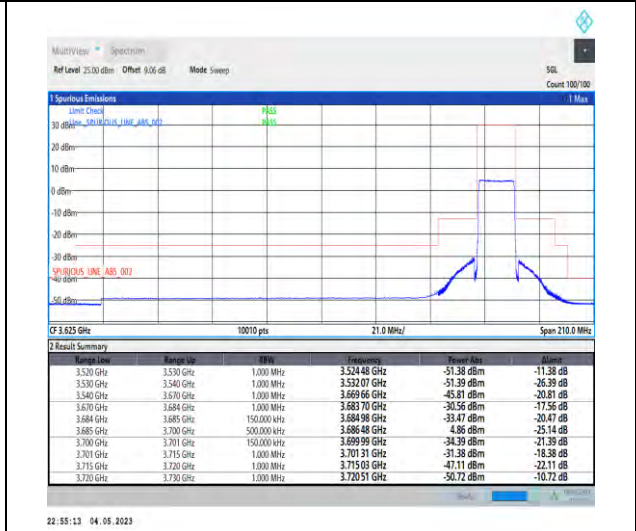 MultiView Spectrum
Ref Level 25.00 dBm Offset 9.06 dB Mode Sweep SGL
Count 100/100
1 Spurious Emissions 1 Max
Limit Check PASS
30 dBm Line _SPURIOUS_LINE_ABS_002 PASS
20 dBm
10 dBm
0 dBm
-10 dBm
-20 dBm
-30 dBm
SPURIOUS_LINE_ABS_002
-40 dBm
-50 dBm
CF 3.625 GHz 10010 pts 21.0 MHz/ Span 210.0 MHz
2 Result Summary
Range Low Range Up RBW Frequency Power Abs ΔLimit
3.520 GHz 3.530 GHz 1.000 MHz 3.524 48 GHz -51.38 dBm -11.38 dB
3.530 GHz 3.540 GHz 1.000 MHz 3.532 07 GHz -51.39 dBm -26.39 dB
3.540 GHz 3.670 GHz 1.000 MHz 3.669 66 GHz -45.81 dBm -20.81 dB
3.670 GHz 3.684 GHz 1.000 MHz 3.683 70 GHz -30.56 dBm -17.56 dB
3.684 GHz 3.685 GHz 150.000 kHz 3.684 98 GHz -33.47 dBm -20.47 dB
3.685 GHz 3.700 GHz 500.000 kHz 3.686 48 GHz 4.86 dBm -25.14 dB
3.700 GHz 3.701 GHz 150.000 kHz 3.699 99 GHz -34.39 dBm -21.39 dB
3.701 GHz 3.715 GHz 1.000 MHz 3.701 31 GHz -31.38 dBm -18.38 dB
3.715 GHz 3.720 GHz 1.000 MHz 3.715 03 GHz -47.11 dBm -22.11 dB
3.720 GHz 3.730 GHz 1.000 MHz 3.720 51 GHz -50.72 dBm -10.72 dB
22:55:13 04.05.2023